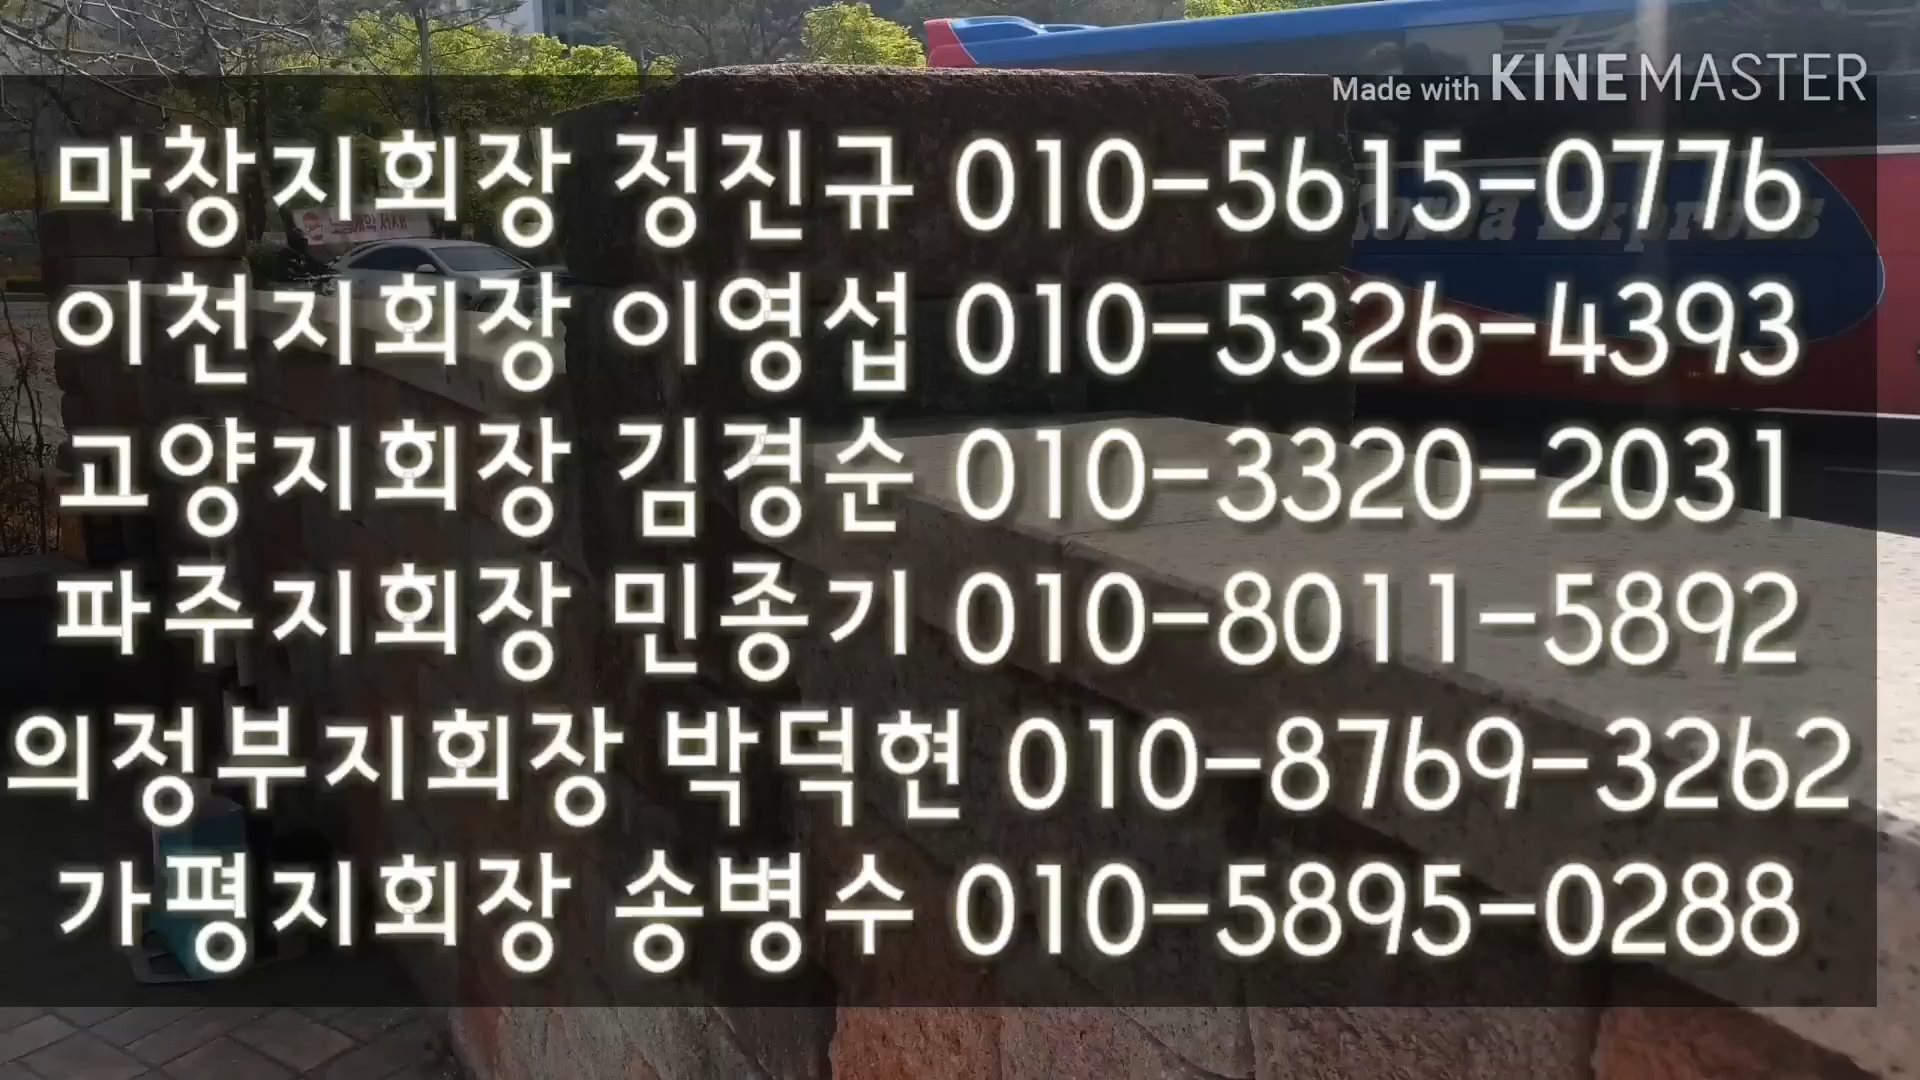 Made with KINEMASTER
마창지회장 정진규 010-5615-0776
이천지회장 이영섭 010-5326-4393
고양지회장 김경순 010-3320-2031
파주지회장 민종기 010-8011-5892
의정부지회장 박덕현 010-8769-3262
가평지회장 송병수 010-5895-0288
Korea Express